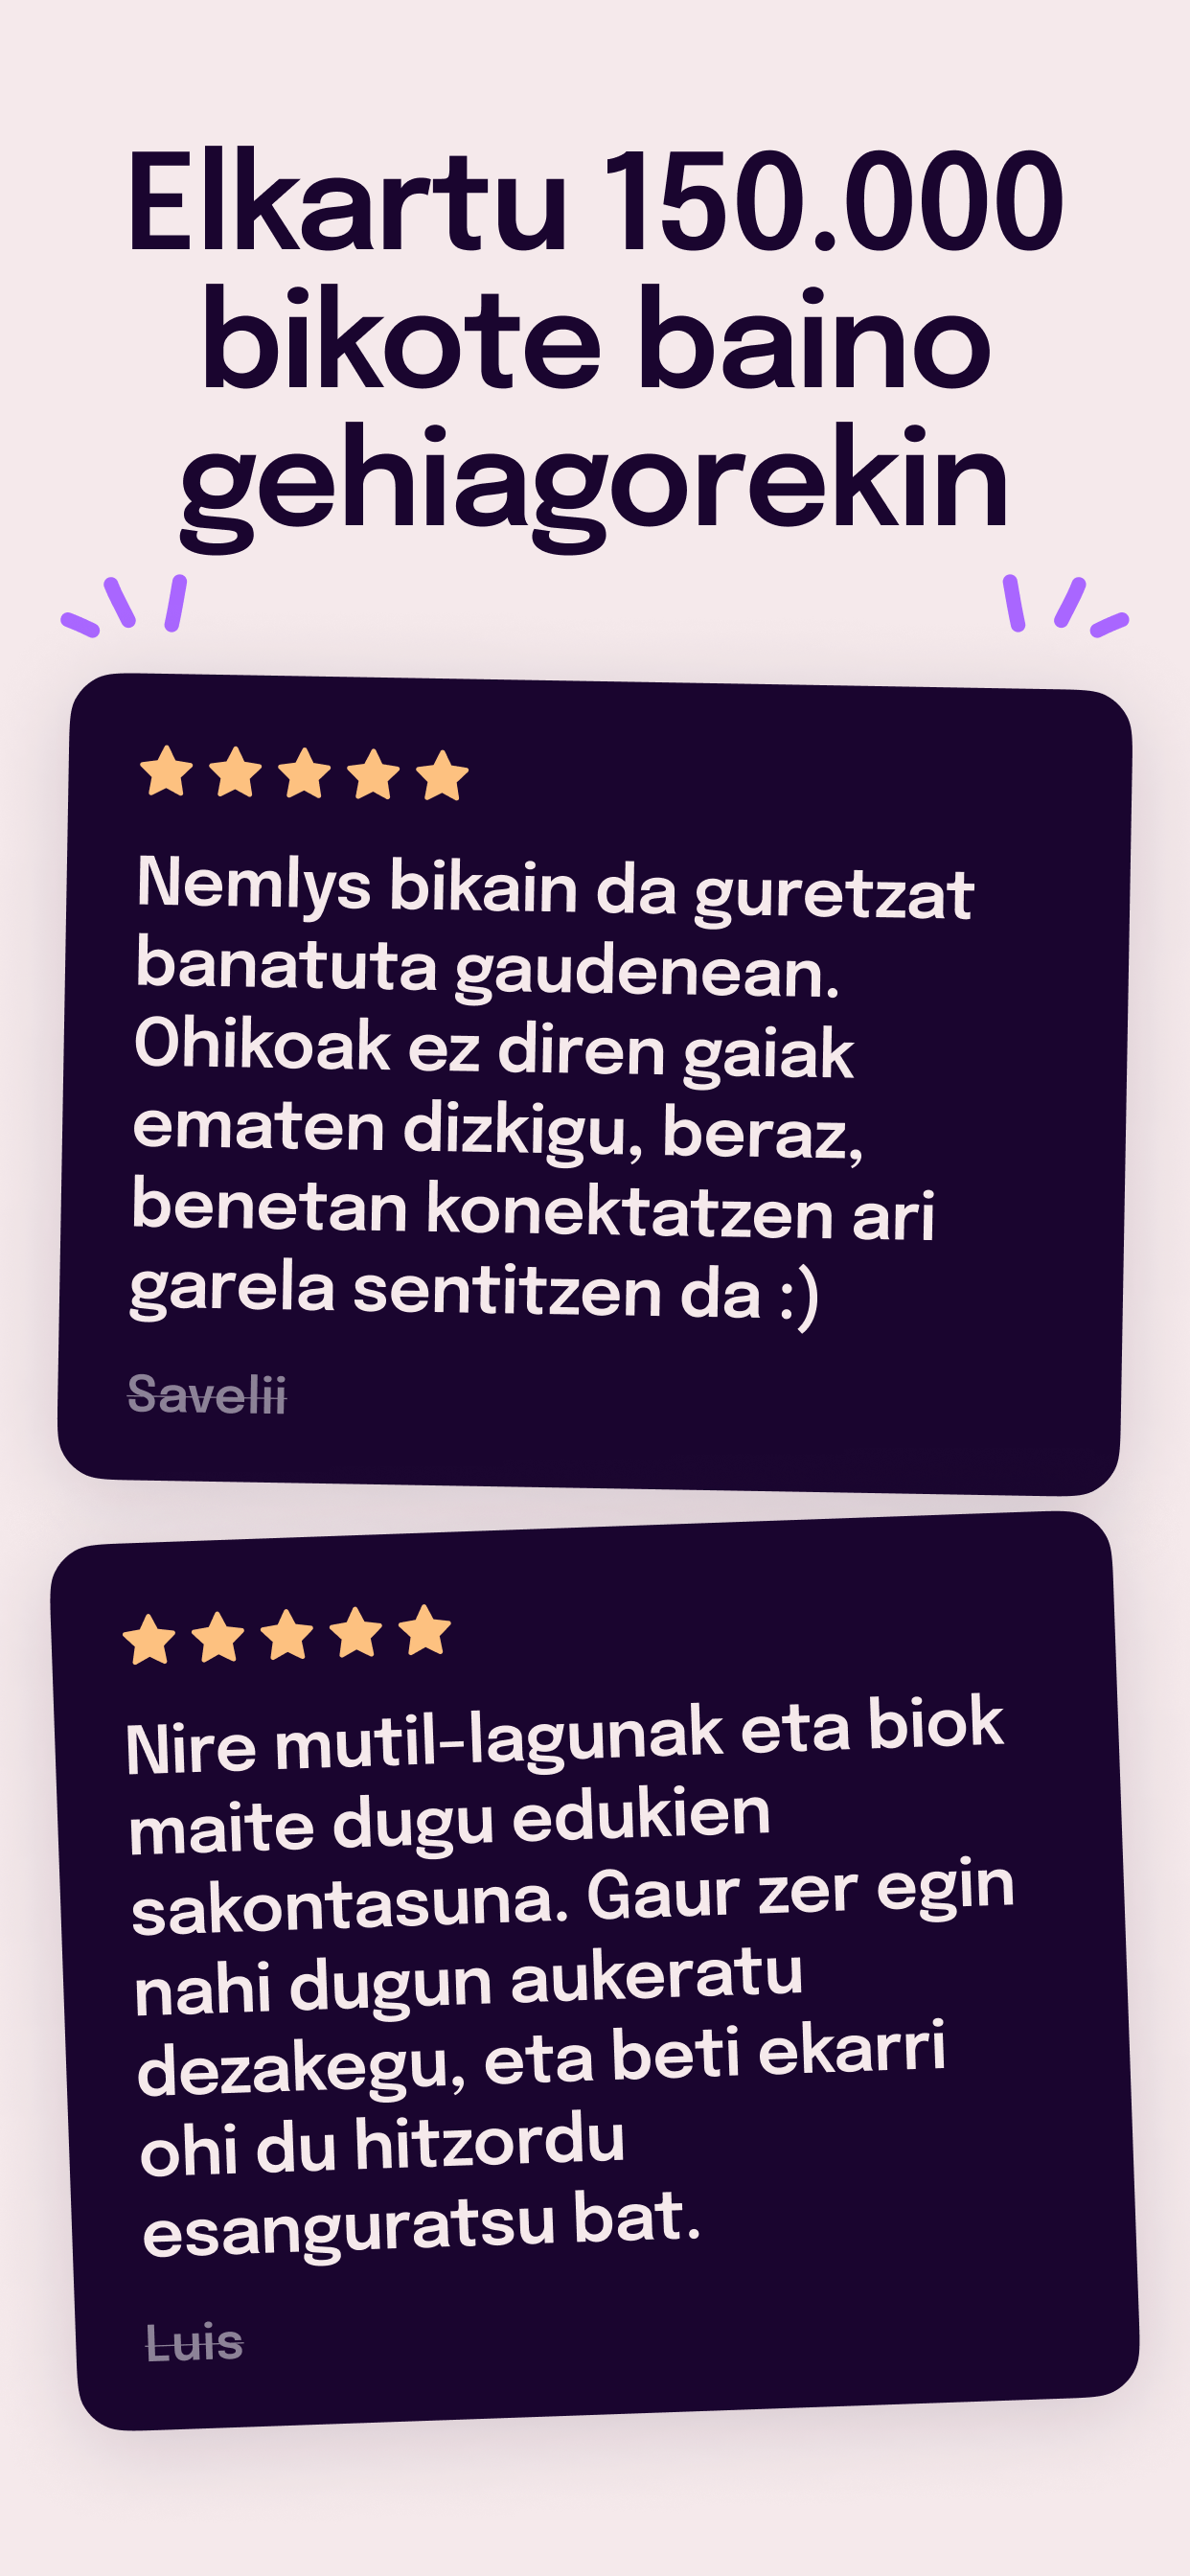 Elkartu 150.000
bikote baino
gehiagorekin
Nemlys bikain da guretzat
banatuta gaudenean.
Ohikoak ez diren gaiak
ematen dizkigu, beraz,
benetan konektatzen ari
garela sentitzen da :)
Savelii
Nire mutil-lagunak eta biok
maite dugu edukien
sakontasuna. Gaur zer egin
nahi dugun aukeratu
dezakegu, eta beti ekarri
ohi du hitzordu
esanguratsu bat.
Luis